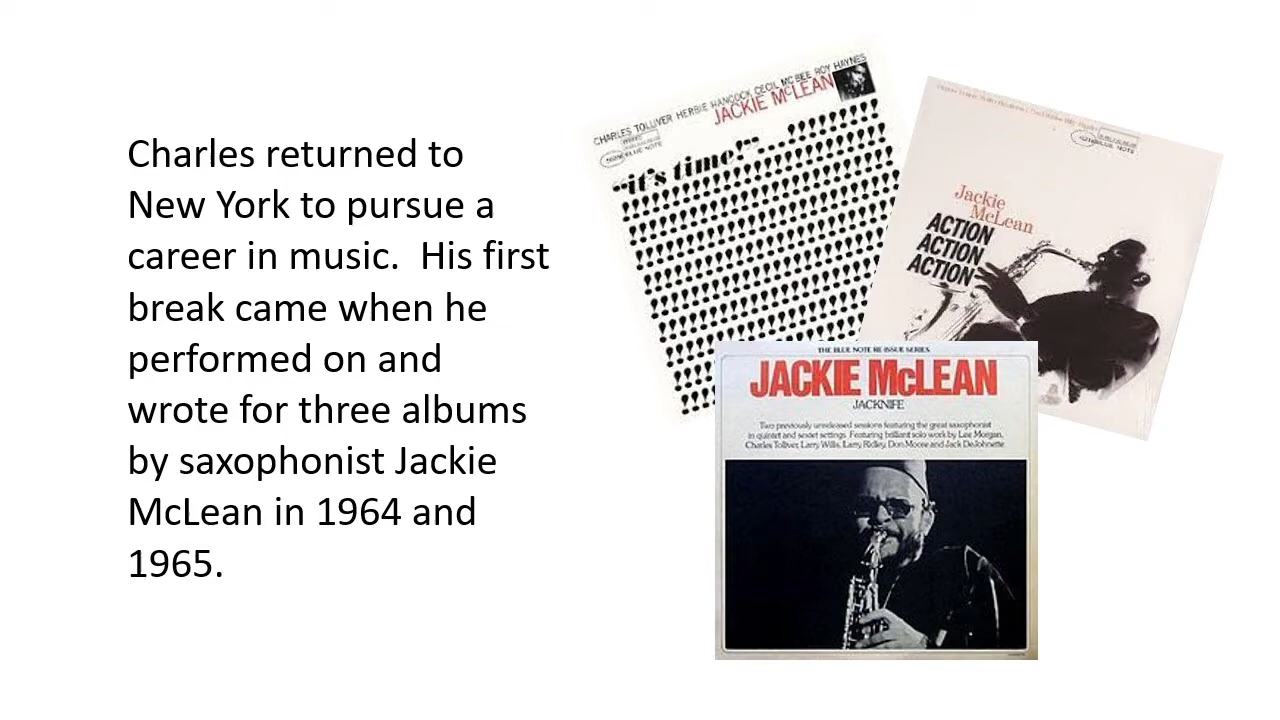 Charles returned to
New York to pursue a
career in music.  His first
break came when he
performed on and
wrote for three albums
by saxophonist Jackie
McLean in 1964 and
1965.
CHARLES TOLLIVER HERBIE HANCOCK CECIL MCBEE ROY HAYNES
JACKIE McLEAN
BLUE NOTE
"it's time!"
BLUE NOTE
Jackie
McLean
ACTION
ACTION
ACTION
THE BLUE NOTE RE-ISSUE SERIES
JACKIE McLEAN
JACKNIFE
Two previously unreleased sessions featuring the great saxophonist
in quintet and sextet settings. Featuring brilliant solo work by Lee Morgan,
Charles Tolliver, Larry Willis, Larry Ridley, Don Moore and Jack DeJohnette